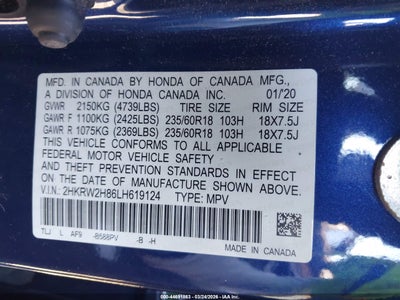 MFD. IN CANADA BY HONDA OF CANADA MFG.,
A DIVISION OF HONDA CANADA INC. 01/'20
GVWR 2150KG (4739LBS) TIRE SIZE RIM SIZE
GAWR F 1100KG (2425LBS) 235/60R18 103H 18X7.5J
GAWR R 1075KG (2369LBS) 235/60R18 103H 18X7.5J
THIS VEHICLE CONFORMS TO ALL APPLICABLE
FEDERAL MOTOR VEHICLE SAFETY
AND THEFT PREVENTION STANDARDS IN EFFECT
ON THE DATE OF MANUFACTURE SHOWN ABOVE.
V.I.N: 2HKRW2H86LH619124 TYPE: MPV
TLJ L AF9 -B588PV -B -H
MADE IN CANADA